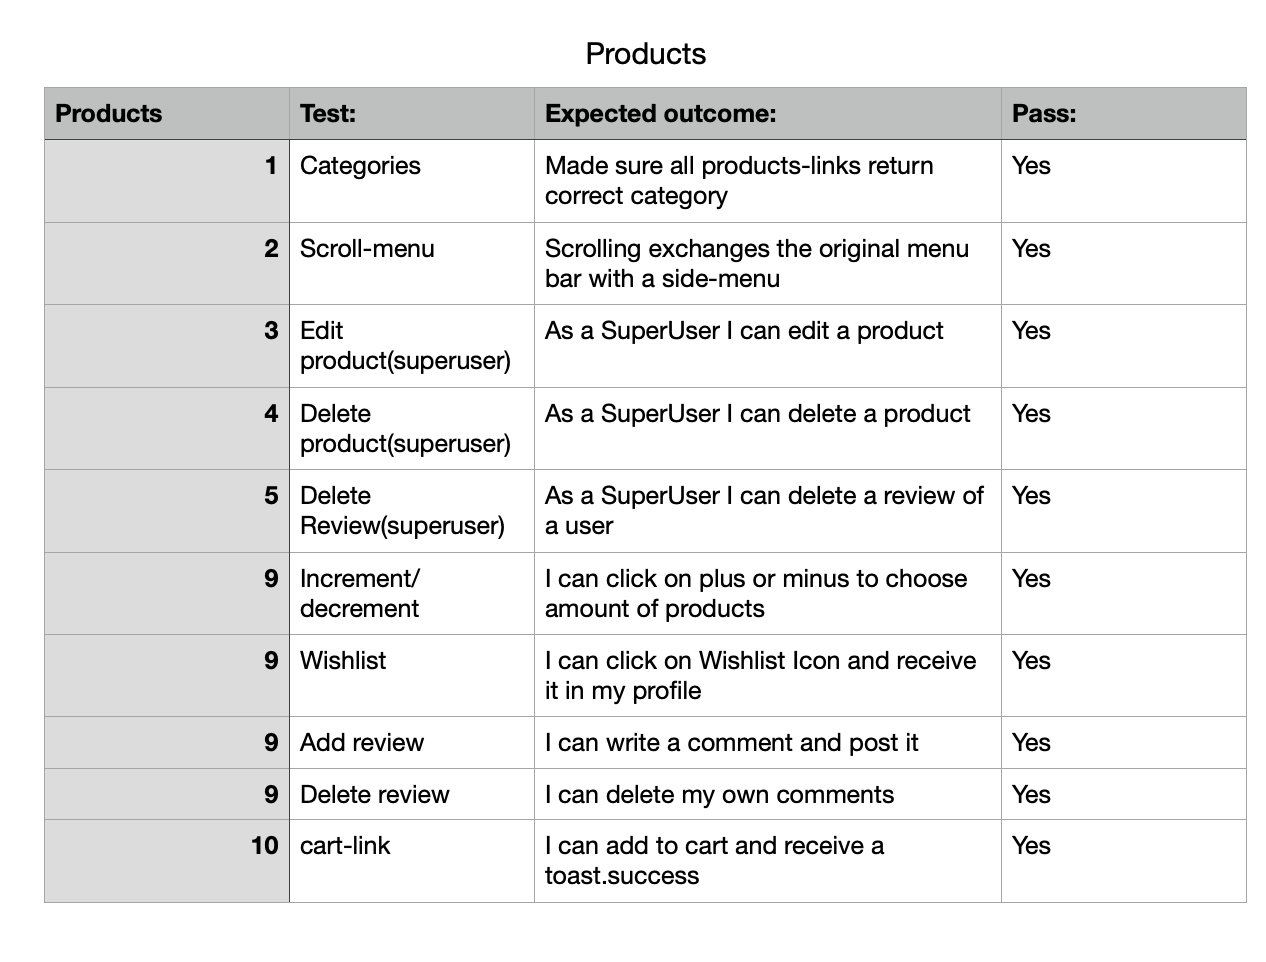 Products
Products Test: Expected outcome: Pass:
1 Categories Made sure all products-links return Yes
correct category
2 Scroll-menu Scrolling exchanges the original menu Yes
bar with a side-menu
3 Edit As a SuperUser I can edit a product Yes
product(superuser)
4 Delete As a SuperUser I can delete a product Yes
product(superuser)
5 Delete As a SuperUser I can delete a review of Yes
Review(superuser) a user
9 Increment/ I can click on plus or minus to choose Yes
decrement amount of products
9 Wishlist I can click on Wishlist Icon and receive Yes
it in my profile
9 Add review I can write a comment and post it Yes
9 Delete review I can delete my own comments Yes
10 cart-link I can add to cart and receive a Yes
toast.success